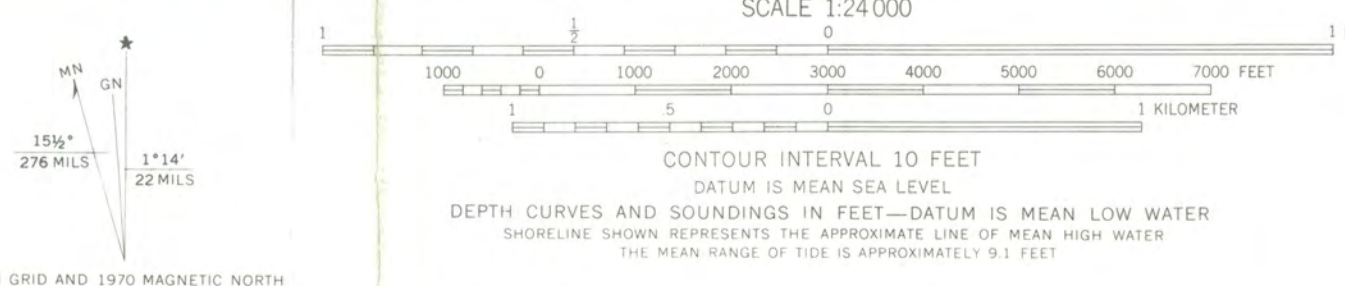 SCALE 1:24 000
1 ½ 0 1
1000 0 1000 2000 3000 4000 5000 6000 7000 FEET
1 .5 0 1 KILOMETER
CONTOUR INTERVAL 10 FEET
DATUM IS MEAN SEA LEVEL
DEPTH CURVES AND SOUNDINGS IN FEET—DATUM IS MEAN LOW WATER
SHORELINE SHOWN REPRESENTS THE APPROXIMATE LINE OF MEAN HIGH WATER
THE MEAN RANGE OF TIDE IS APPROXIMATELY 9.1 FEET
MN
GN
15½°
276 MILS
1°14′
22 MILS
GRID AND 1970 MAGNETIC NORTH